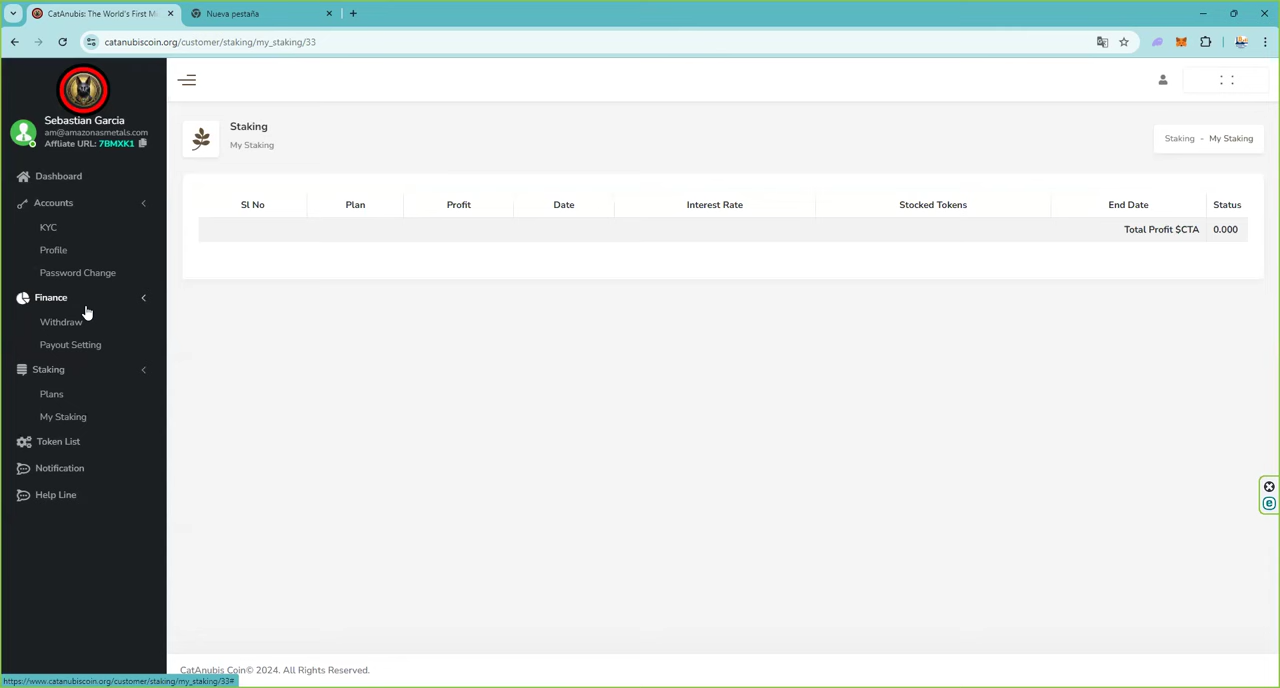 CatAnubis: The World's First M
Nueva pestaña
catanubiscoin.org/customer/staking/my_staking/33
Sebastian Garcia
am@amazonasmetals.com
Affliate URL: 7BMXK1
Dashboard
Accounts
KYC
Profile
Password Change
Finance
Withdraw
Payout Setting
Staking
Plans
My Staking
Token List
Notification
Help Line
Staking
My Staking
Staking - My Staking
Sl No Plan Profit Date Interest Rate Stocked Tokens End Date Status
Total Profit $CTA 0.000
CatAnubis Coin© 2024. All Rights Reserved.
https://www.catanubiscoin.org/customer/staking/my_staking/33#